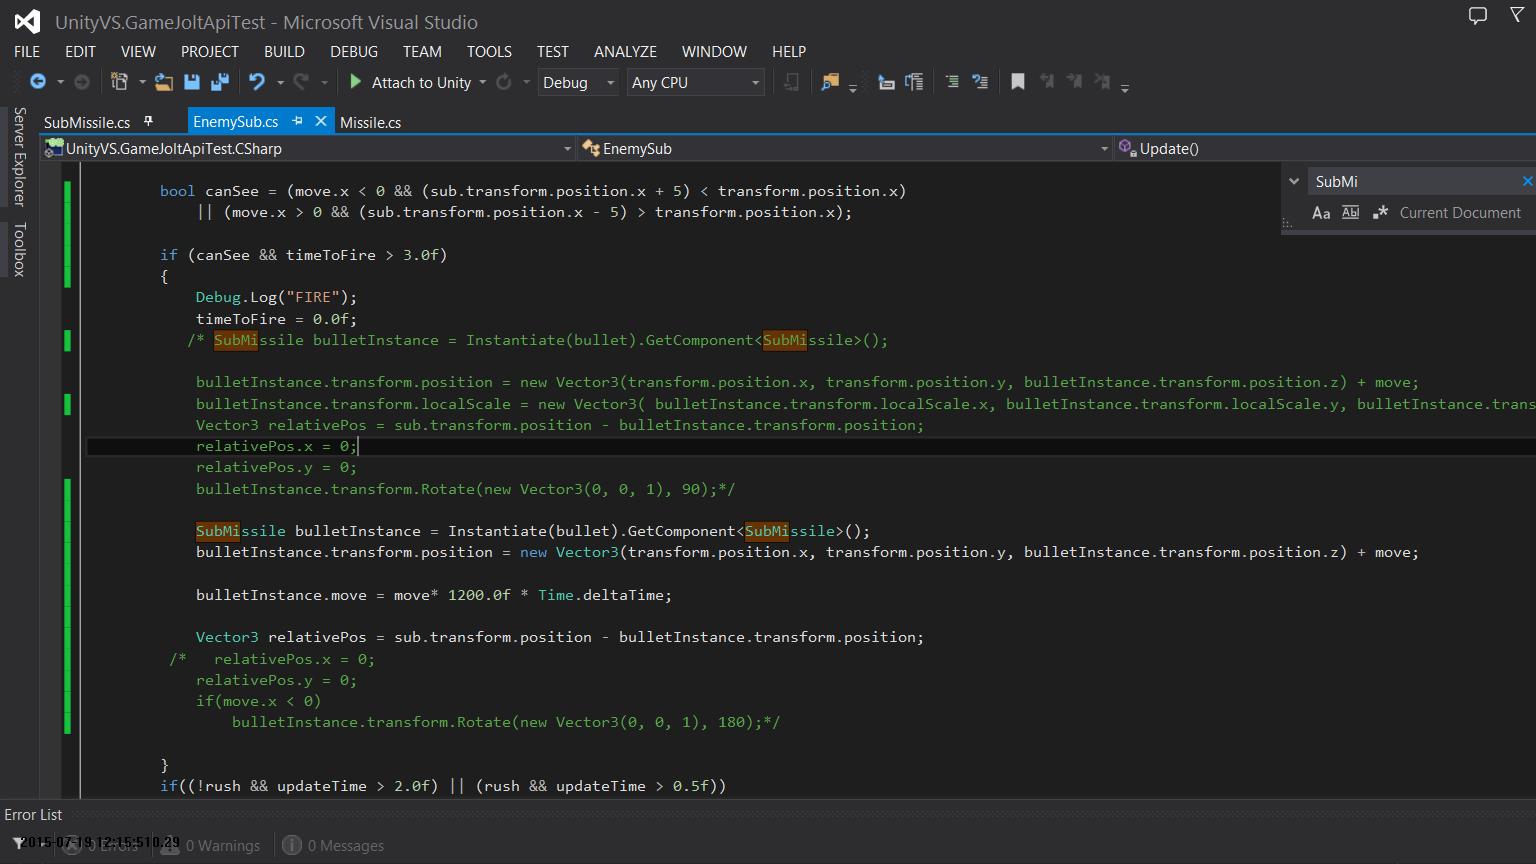 UnityVS.GameJoltApiTest - Microsoft Visual Studio
FILE EDIT VIEW PROJECT BUILD DEBUG TEAM TOOLS TEST ANALYZE WINDOW HELP
Attach to Unity Debug Any CPU
Server Explorer
Toolbox
SubMissile.cs EnemySub.cs Missile.cs
UnityVS.GameJoltApiTest.CSharp EnemySub Update()
SubMi
Aa Abl .* Current Document
bool canSee = (move.x < 0 && (sub.transform.position.x + 5) < transform.position.x)
|| (move.x > 0 && (sub.transform.position.x - 5) > transform.position.x);
if (canSee && timeToFire > 3.0f)
{
Debug.Log("FIRE");
timeToFire = 0.0f;
/* SubMissile bulletInstance = Instantiate(bullet).GetComponent<SubMissile>();
bulletInstance.transform.position = new Vector3(transform.position.x, transform.position.y, bulletInstance.transform.position.z) + move;
bulletInstance.transform.localScale = new Vector3( bulletInstance.transform.localScale.x, bulletInstance.transform.localScale.y, bulletInstance.trans
Vector3 relativePos = sub.transform.position - bulletInstance.transform.position;
relativePos.x = 0;
relativePos.y = 0;
bulletInstance.transform.Rotate(new Vector3(0, 0, 1), 90);*/
SubMissile bulletInstance = Instantiate(bullet).GetComponent<SubMissile>();
bulletInstance.transform.position = new Vector3(transform.position.x, transform.position.y, bulletInstance.transform.position.z) + move;
bulletInstance.move = move* 1200.0f * Time.deltaTime;
Vector3 relativePos = sub.transform.position - bulletInstance.transform.position;
/* relativePos.x = 0;
relativePos.y = 0;
if(move.x < 0)
bulletInstance.transform.Rotate(new Vector3(0, 0, 1), 180);*/
}
if((!rush && updateTime > 2.0f) || (rush && updateTime > 0.5f))
Error List
2015-07-19 12:15:510.29
0 Errors 0 Warnings 0 Messages